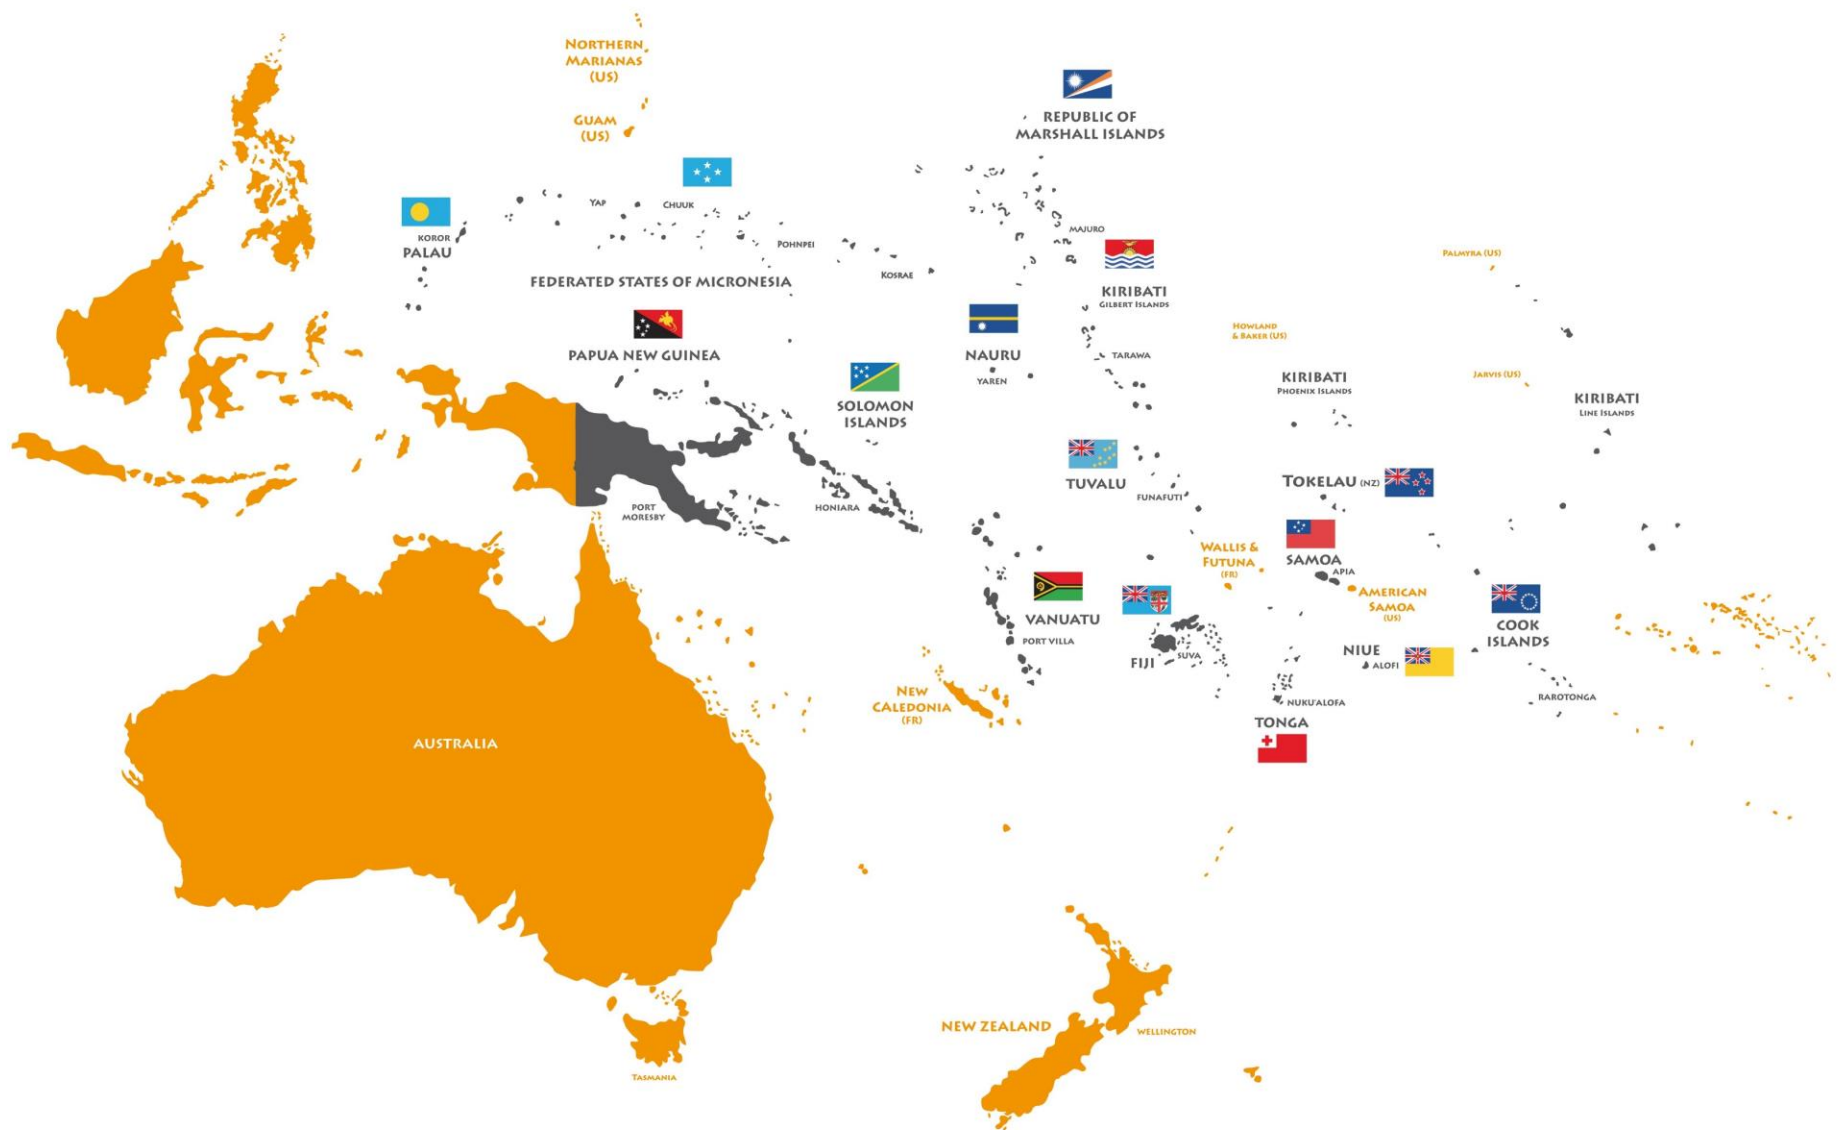 NORTHERN
MARIANAS
(US)
GUAM
(US)
REPUBLIC OF
MARSHALL ISLANDS
YAP
CHUUK
POHNPEI
KOSRAE
MAJURO
KOROR
PALAU
FEDERATED STATES OF MICRONESIA
KIRIBATI
GILBERT ISLANDS
PALMYRA (US)
HOWLAND
& BAKER (US)
PAPUA NEW GUINEA
NAURU
YAREN
TARAWA
KIRIBATI
PHOENIX ISLANDS
JARVIS (US)
KIRIBATI
LINE ISLANDS
SOLOMON
ISLANDS
TUVALU
FUNAFUTI
TOKELAU (NZ)
PORT
MORESBY
HONIARA
WALLIS &
FUTUNA
(FR)
SAMOA
APIA
AMERICAN
SAMOA
(US)
VANUATU
PORT VILLA
FIJI
SUVA
COOK
ISLANDS
NIUE
ALOFI
NEW
CALEDONIA
(FR)
NUKU'ALOFA
TONGA
RAROTONGA
AUSTRALIA
NEW ZEALAND
WELLINGTON
TASMANIA